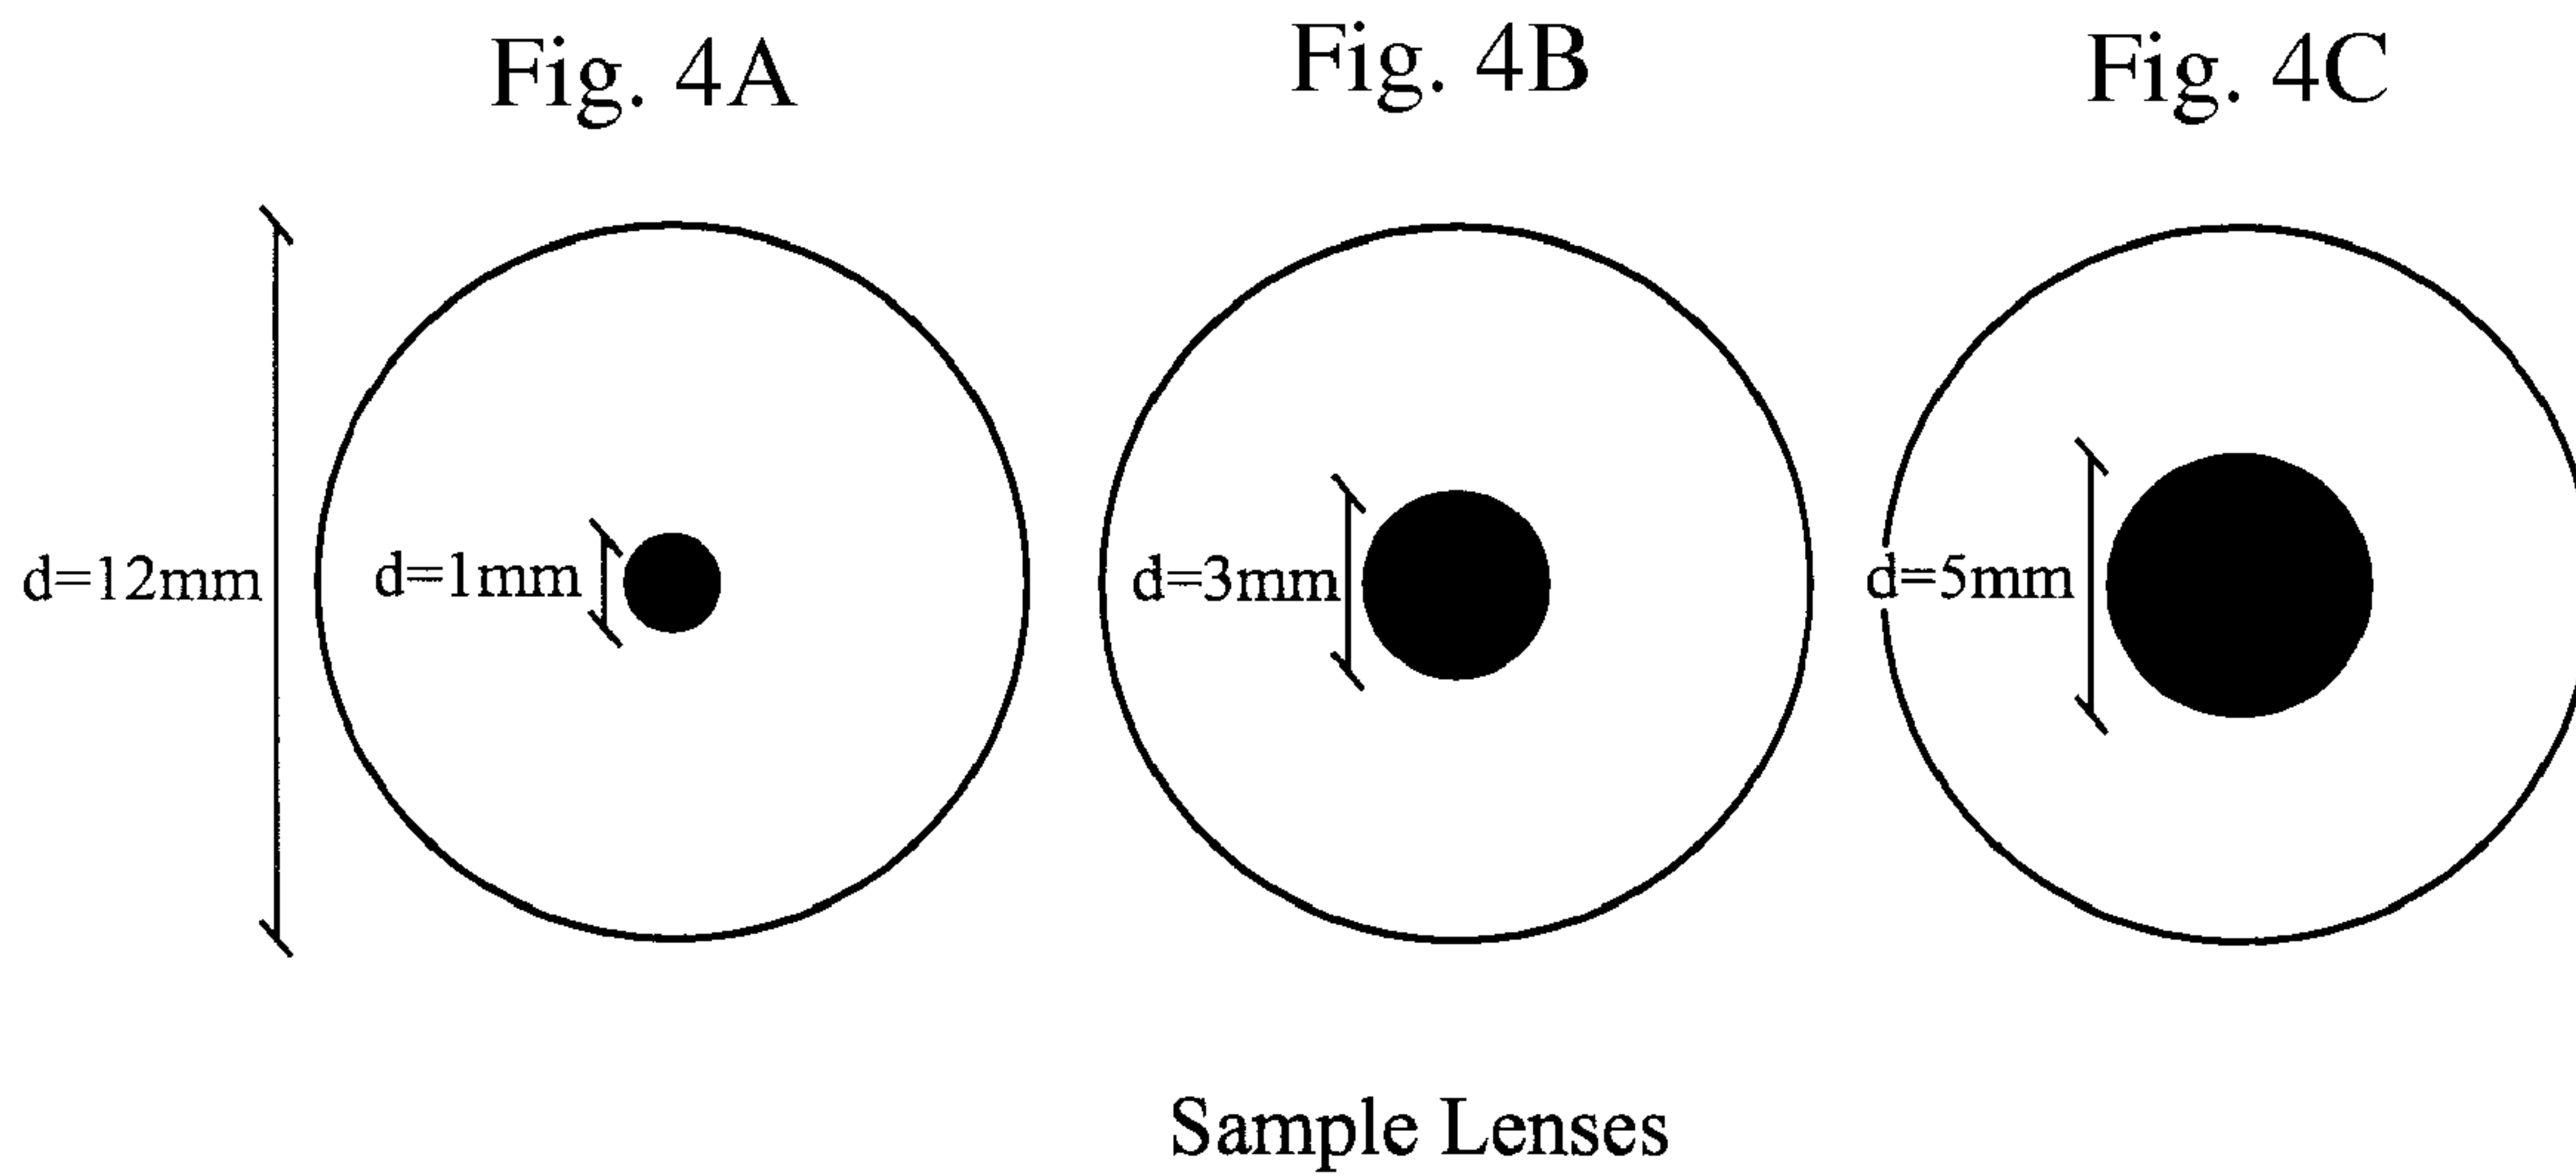 Fig. 4A
Fig. 4B
Fig. 4C
d=12mm
d=1mm
d=3mm
d=5mm
Sample Lenses